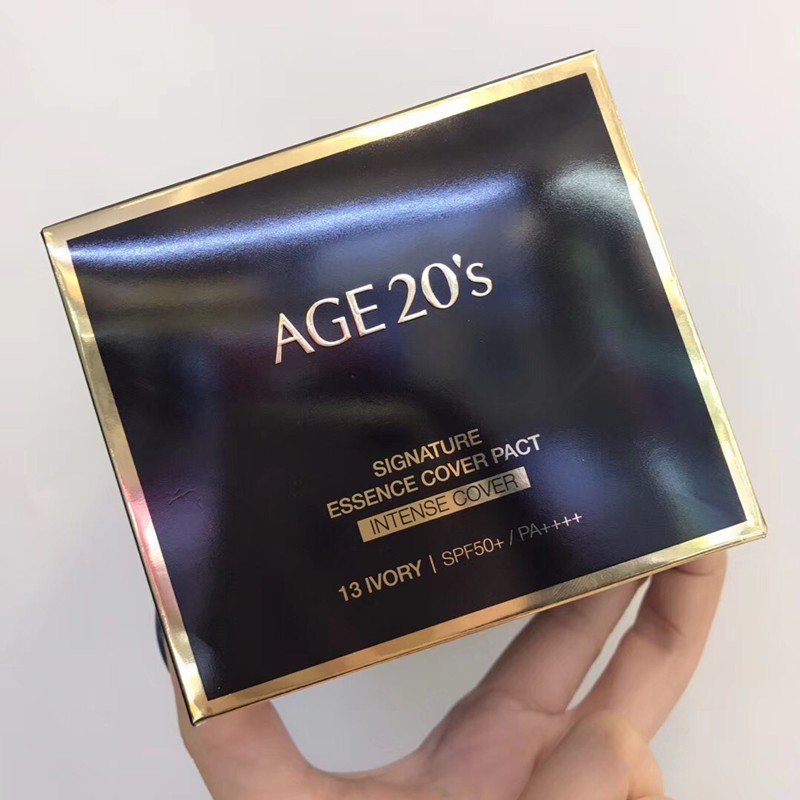 AGE 20's
SIGNATURE
ESSENCE COVER PACT
INTENSE COVER
13 IVORY | SPF50+ / PA++++